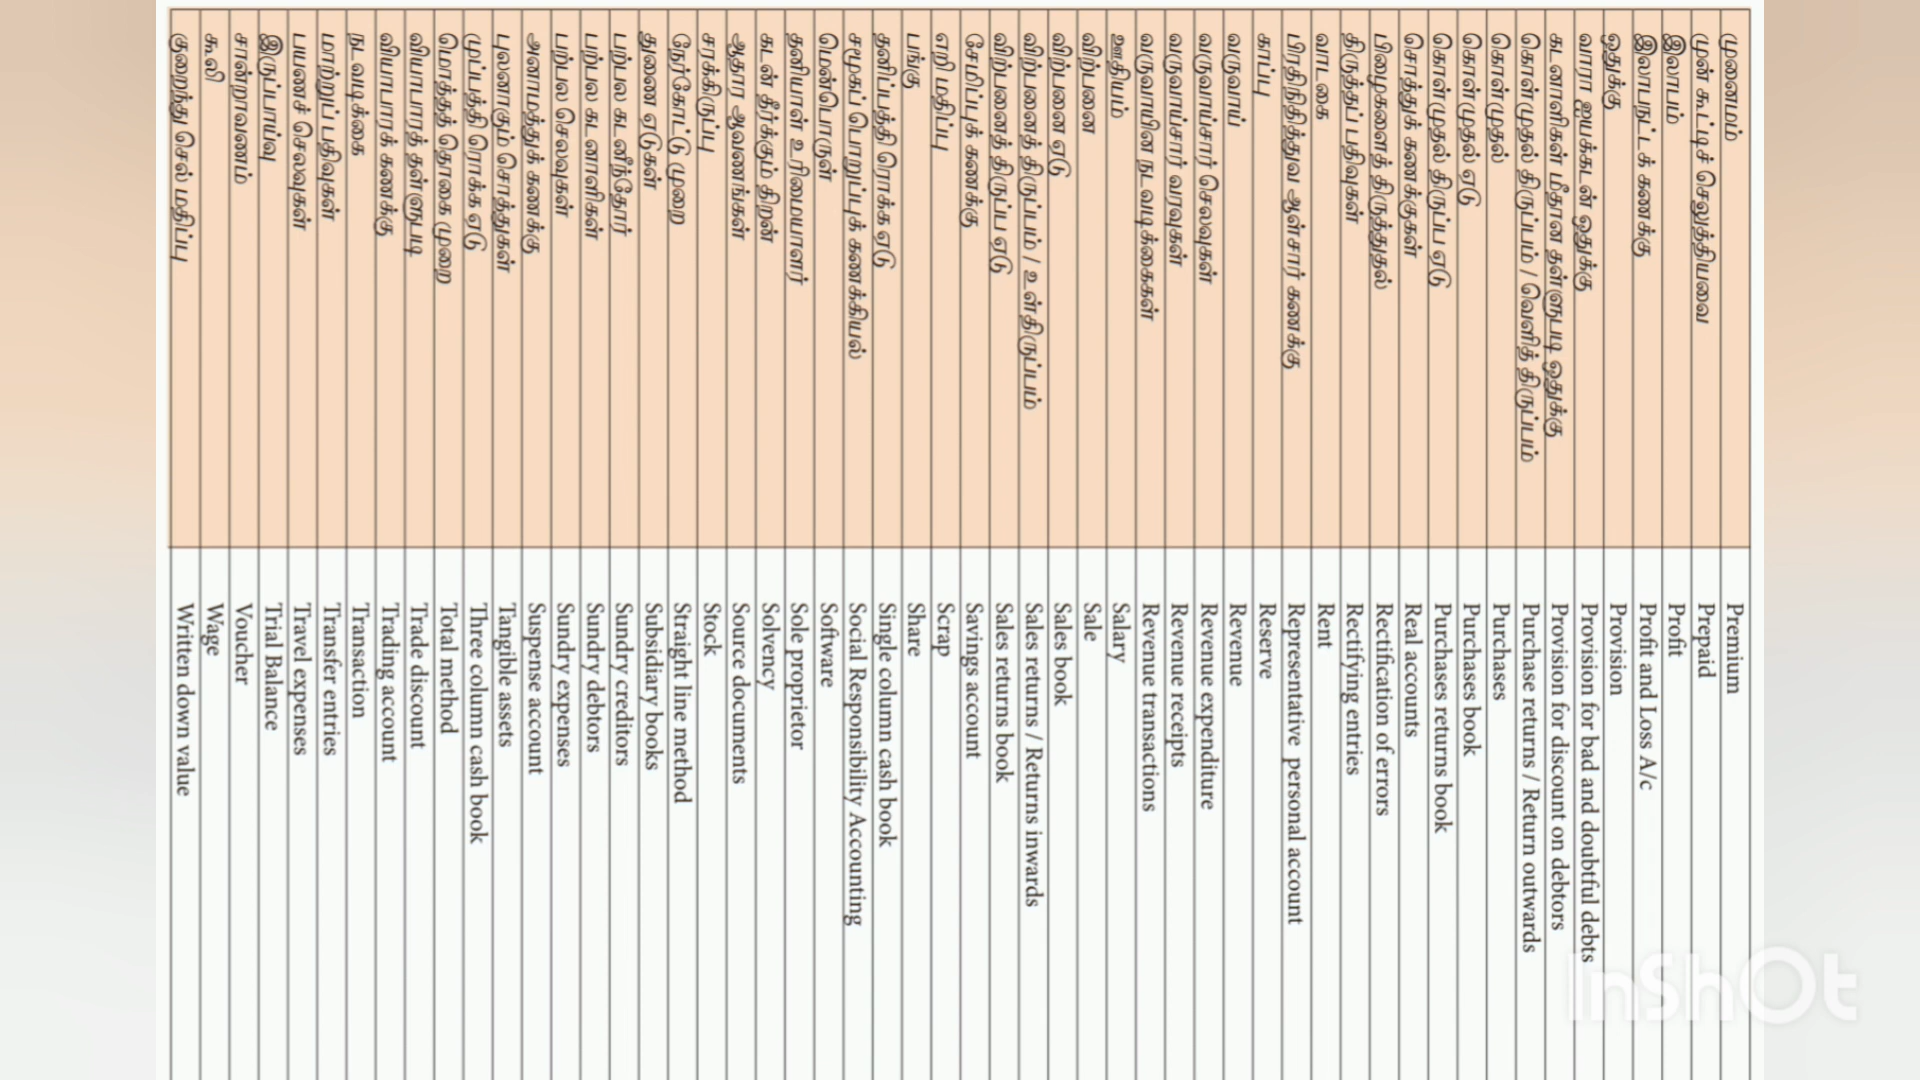 முனைமம் Premium
முன் கூட்டிச் செலுத்தியவை Prepaid
இலாபம் Profit
இலாபநட்டக் கணக்கு Profit and Loss A/c
ஒதுக்கு Provision
வாரா ஐயக்கடன் ஒதுக்கு Provision for bad and doubtful debts
கடனாளிகள் மீதான தள்ளுபடி ஒதுக்கு Provision for discount on debtors
கொள்முதல் திருப்பம் / வெளித் திருப்பம் Purchase returns / Return outwards
கொள்முதல் Purchases
கொள்முதல் ஏடு Purchases book
கொள்முதல் திருப்ப ஏடு Purchases returns book
சொத்துக் கணக்குகள் Real accounts
பிழைகளைத் திருத்துதல் Rectification of errors
திருத்தப் பதிவுகள் Rectifying entries
வாடகை Rent
பிரதிநிதித்துவ ஆள்சார் கணக்கு Representative personal account
காப்பு Reserve
வருவாய் Revenue
வருவாய்சார் செலவுகள் Revenue expenditure
வருவாய்சார் வரவுகள் Revenue receipts
வருவாயின நடவடிக்கைகள் Revenue transactions
ஊதியம் Salary
விற்பனை Sale
விற்பனை ஏடு Sales book
விற்பனைத் திருப்பம் / உள்திருப்பம் Sales returns / Returns inwards
விற்பனைத் திருப்ப ஏடு Sales returns book
சேமிப்புக் கணக்கு Savings account
எறி மதிப்பு Scrap
பங்கு Share
தனிப்பத்தி ரொக்க ஏடு Single column cash book
சமூகப் பொறுப்புக் கணக்கியல் Social Responsibility Accounting
மென்பொருள் Software
தனியாள் உரிமையாளர் Sole proprietor
கடன் தீர்க்கும் திறன் Solvency
ஆதார ஆவணங்கள் Source documents
சரக்கிருப்பு Stock
நேர்கோட்டு முறை Straight line method
துணை ஏடுகள் Subsidiary books
பற்பல கடனீந்தோர் Sundry creditors
பற்பல கடனாளிகள் Sundry debtors
பற்பல செலவுகள் Sundry expenses
அனாமத்துக் கணக்கு Suspense account
புலனாகும் சொத்துகள் Tangible assets
முப்பத்தி ரொக்க ஏடு Three column cash book
மொத்தத் தொகை முறை Total method
வியாபாரத் தள்ளுபடி Trade discount
வியாபாரக் கணக்கு Trading account
நடவடிக்கை Transaction
மாற்றுப் பதிவுகள் Transfer entries
பயணச் செலவுகள் Travel expenses
இருப்பாய்வு Trial Balance
சான்றாவணம் Voucher
கூலி Wage
குறைந்து செல் மதிப்பு Written down value
InShOt